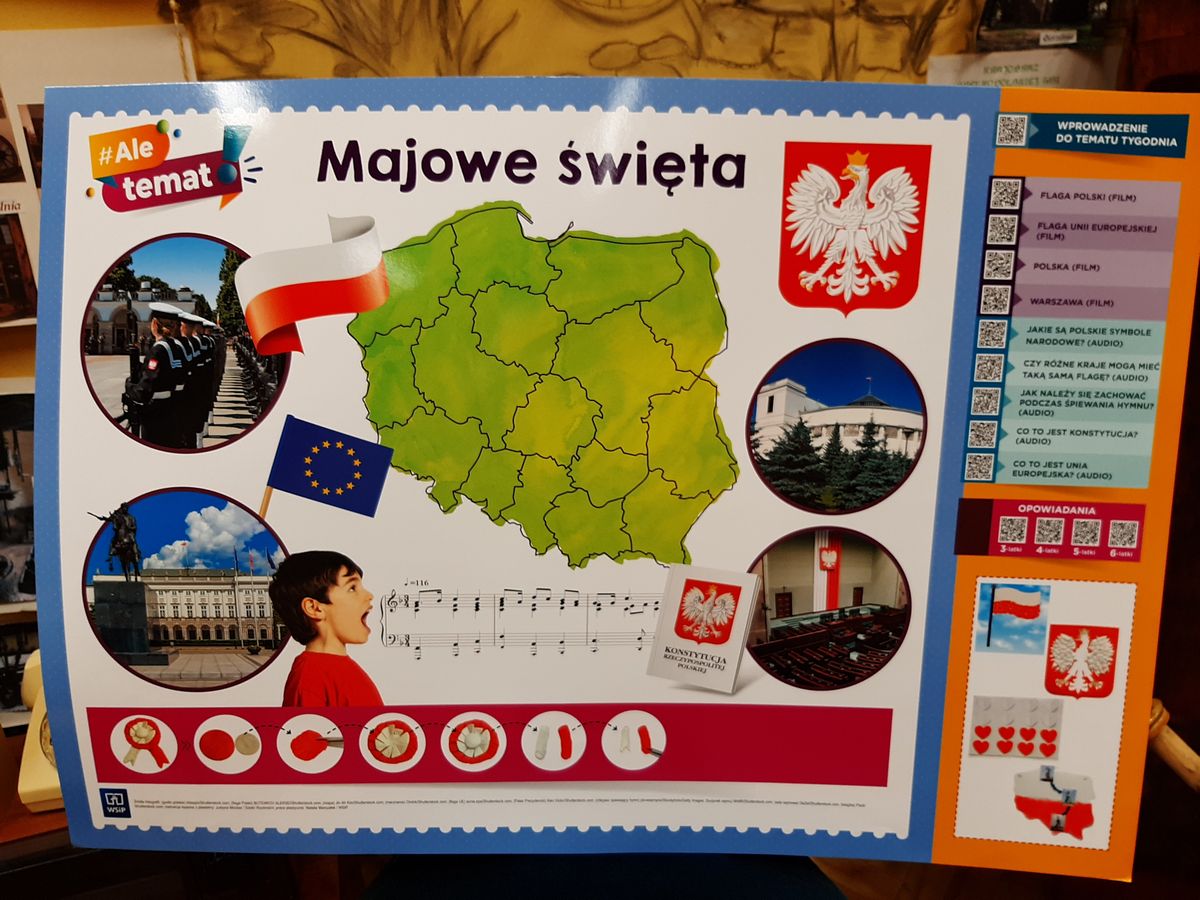 #Ale
temat!
Majowe święta
WPROWADZENIE
DO TEMATU TYGODNIA
FLAGA POLSKI (FILM)
FLAGA UNII EUROPEJSKIEJ
(FILM)
POLSKA (FILM)
WARSZAWA (FILM)
JAKIE SĄ POLSKIE SYMBOLE
NARODOWE? (AUDIO)
CZY RÓŻNE KRAJE MOGĄ MIEĆ
TAKĄ SAMĄ FLAGĘ? (AUDIO)
JAK NALEŻY SIĘ ZACHOWAĆ
PODCZAS ŚPIEWANIA HYMNU?
(AUDIO)
CO TO JEST KONSTYTUCJA?
(AUDIO)
CO TO JEST UNIA
EUROPEJSKA? (AUDIO)
OPOWIADANIA
3-latki 4-latki 5-latki 6-latki
♩=116
KONSTYTUCJA
RZECZYPOSPOLITEJ
POLSKIEJ
WSiP